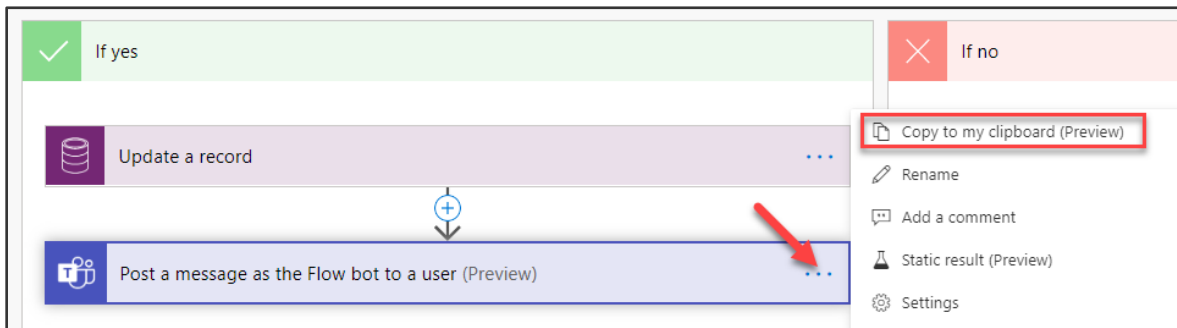 If yes
If no
Update a record
Post a message as the Flow bot to a user (Preview)
Copy to my clipboard (Preview)
Rename
Add a comment
Static result (Preview)
Settings